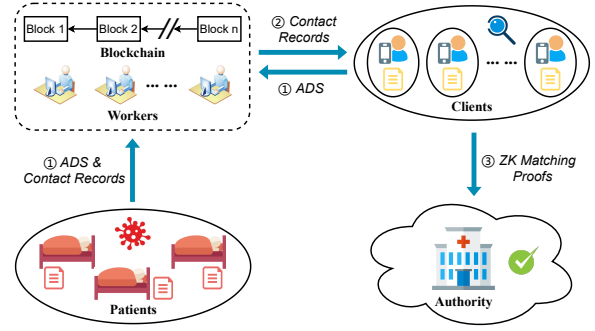 Block 1
Block 2
Block n
Blockchain
... ...
Workers
② Contact
Records
① ADS
... ...
Clients
① ADS &
Contact Records
③ ZK Matching
Proofs
Patients
Authority